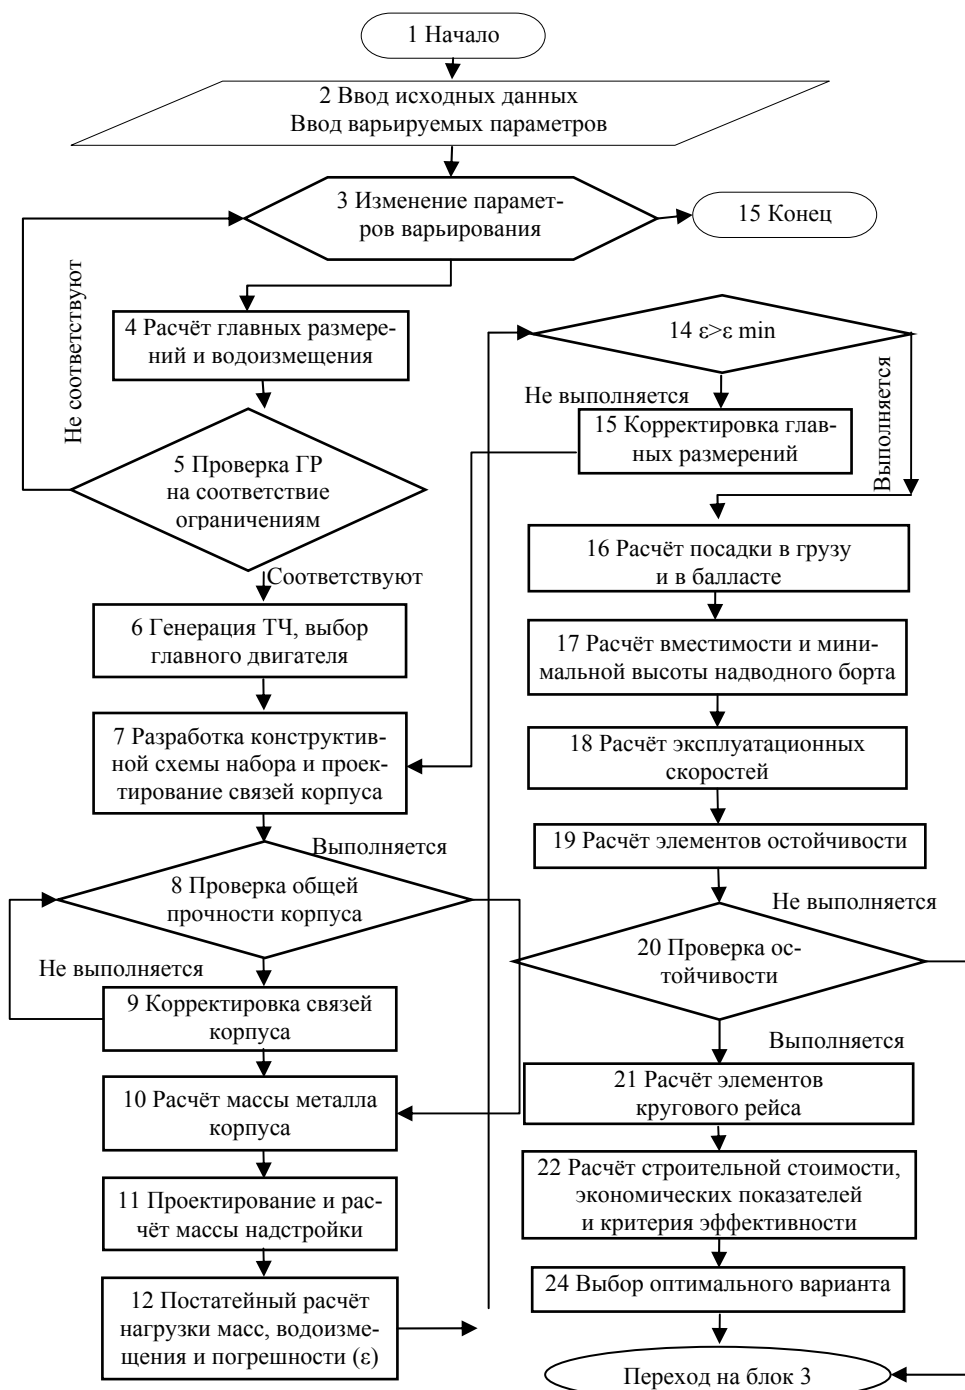 1 Начало
2 Ввод исходных данных
Ввод варьируемых параметров
3 Изменение парамет-
ров варьирования
15 Конец
Не соответствуют
4 Расчёт главных размере-
ний и водоизмещения
5 Проверка ГР
на соответствие
ограничениям
Соответствуют
6 Генерация ТЧ, выбор
главного двигателя
7 Разработка конструктив-
ной схемы набора и проек-
тирование связей корпуса
Выполняется
8 Проверка общей
прочности корпуса
Не выполняется
9 Корректировка связей
корпуса
10 Расчёт массы металла
корпуса
11 Проектирование и рас-
чёт массы надстройки
12 Постатейный расчёт
нагрузки масс, водоизме-
щения и погрешности (ε)
14 ε>ε min
Не выполняется
Выполняется
15 Корректировка глав-
ных размерений
16 Расчёт посадки в грузу
и в балласте
17 Расчёт вместимости и мини-
мальной высоты надводного борта
18 Расчёт эксплуатационных
скоростей
19 Расчёт элементов остойчивости
Не выполняется
20 Проверка ос-
тойчивости
Выполняется
21 Расчёт элементов
кругового рейса
22 Расчёт строительной стоимости,
экономических показателей
и критерия эффективности
24 Выбор оптимального варианта
Переход на блок 3